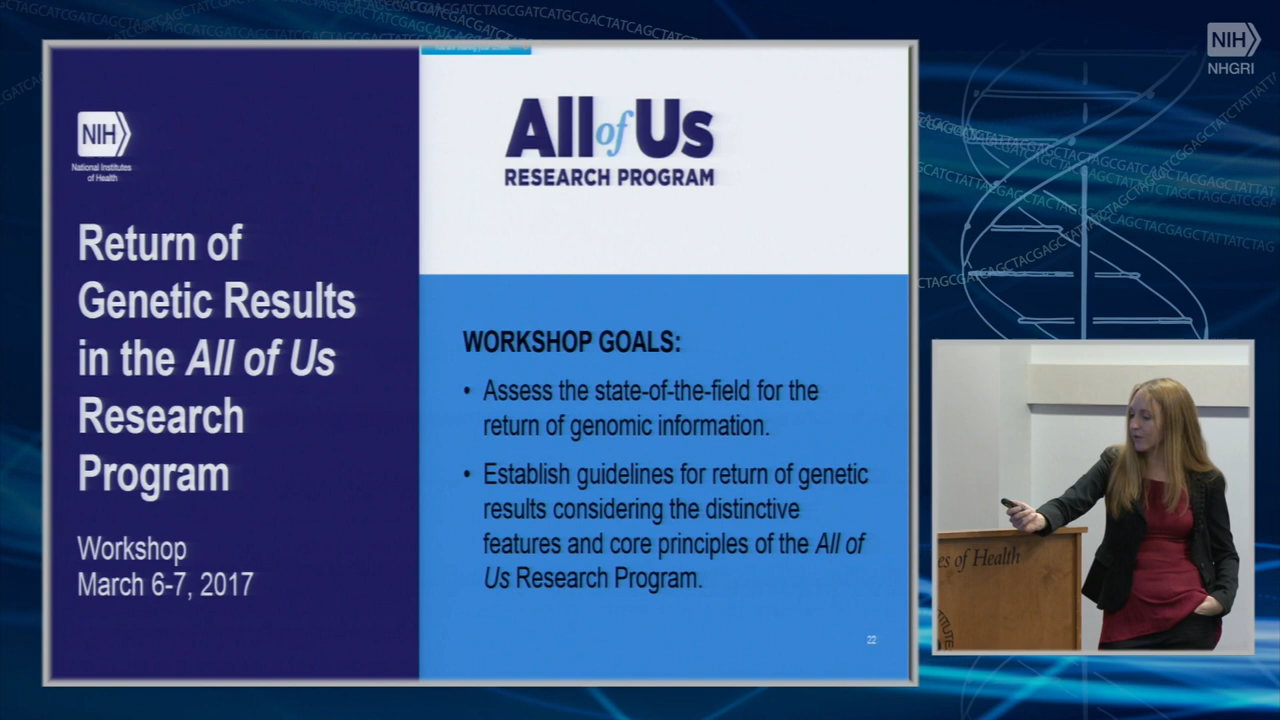 NIH
NHGRI
NIH
National Institutes
of Health
Return of
Genetic Results
in the All of Us
Research
Program
Workshop
March 6-7, 2017
All of Us
RESEARCH PROGRAM
WORKSHOP GOALS:
• Assess the state-of-the-field for the
return of genomic information.
• Establish guidelines for return of genetic
results considering the distinctive
features and core principles of the All of
Us Research Program.
22
es of Health